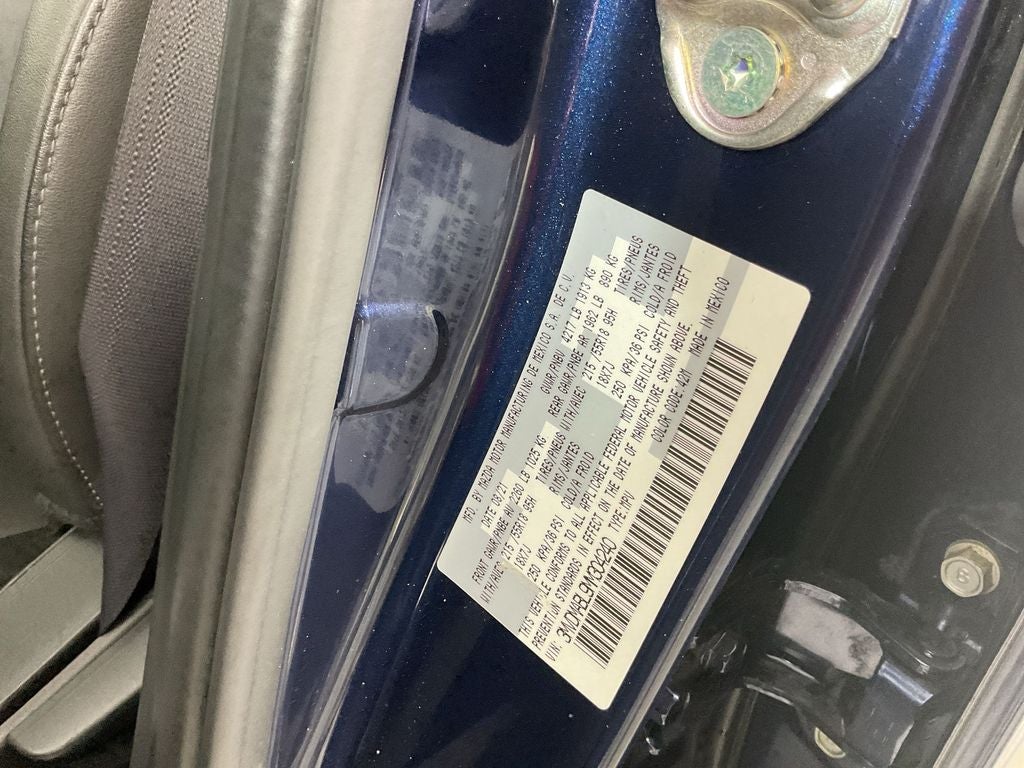 MFD. BY MAZDA MOTOR MANUFACTURING DE MEXICO S.A. DE C.V.
DATE 08/21 GVWR/PNBV 4217 LB 1913 KG
FRONT GAWR/PNBE AV 2260 LB 1025 KG REAR GAWR/PNBE AR 1962 LB 890 KG
WITH/AVEC 215/55R18 95H TIRES/PNEUS WITH/AVEC 215/55R18 95H TIRES/PNEUS
18X7J RIMS/JANTES 18X7J RIMS/JANTES
250 KPA/36 PSI COLD/A FROID 250 KPA/36 PSI COLD/A FROID
THIS VEHICLE CONFORMS TO ALL APPLICABLE FEDERAL MOTOR VEHICLE SAFETY AND THEFT
PREVENTION STANDARDS IN EFFECT ON THE DATE OF MANUFACTURE SHOWN ABOVE
VIN: TYPE:MPV COLOR CODE:42M MADE IN MEXICO
6